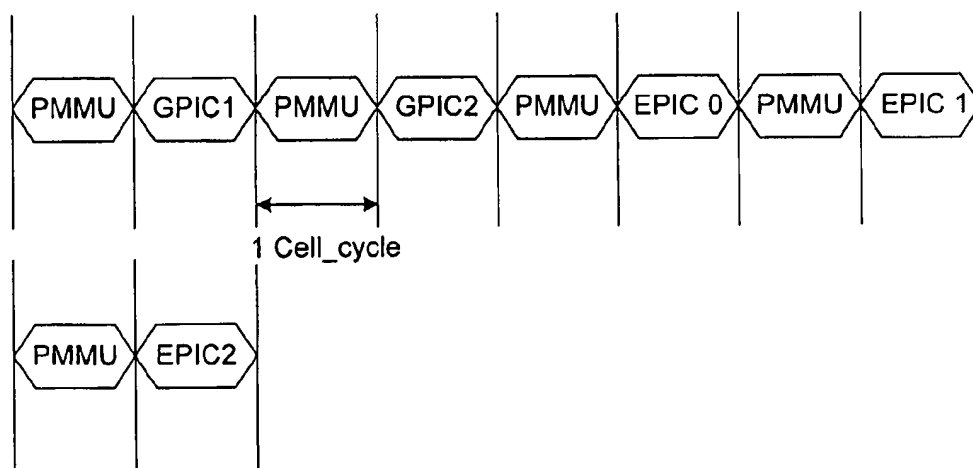 PMMU GPIC1 PMMU GPIC2 PMMU EPIC 0 PMMU EPIC 1
1 Cell_cycle
PMMU EPIC2